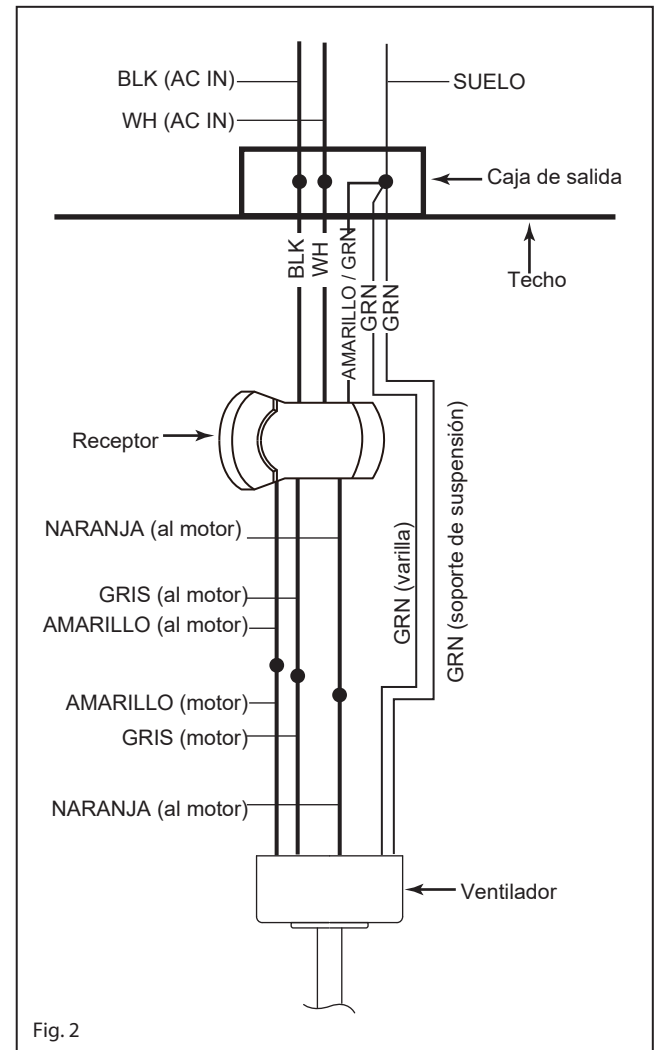 BLK (AC IN)
SUELO
WH (AC IN)
Caja de salida
Techo
BLK
WH
AMARILLO / GRN
GRN
GRN
Receptor
GRN (varilla)
GRN (soporte de suspensión)
NARANJA (al motor)
GRIS (al motor)
AMARILLO (al motor)
AMARILLO (motor)
GRIS (motor)
NARANJA (al motor)
Ventilador
Fig. 2